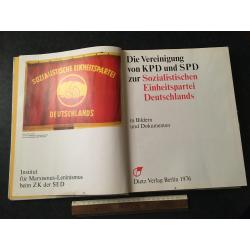 SOZIALISTISCHE EINHEITSPARTEI
DEUTSCHLANDS
Institut
für Marxismus-Leninismus
beim ZK der SED
Die Vereinigung
von KPD und SPD
zur Sozialistischen
Einheitspartei
Deutschlands
in Bildern
und Dokumenten
Dietz Verlag Berlin 1976